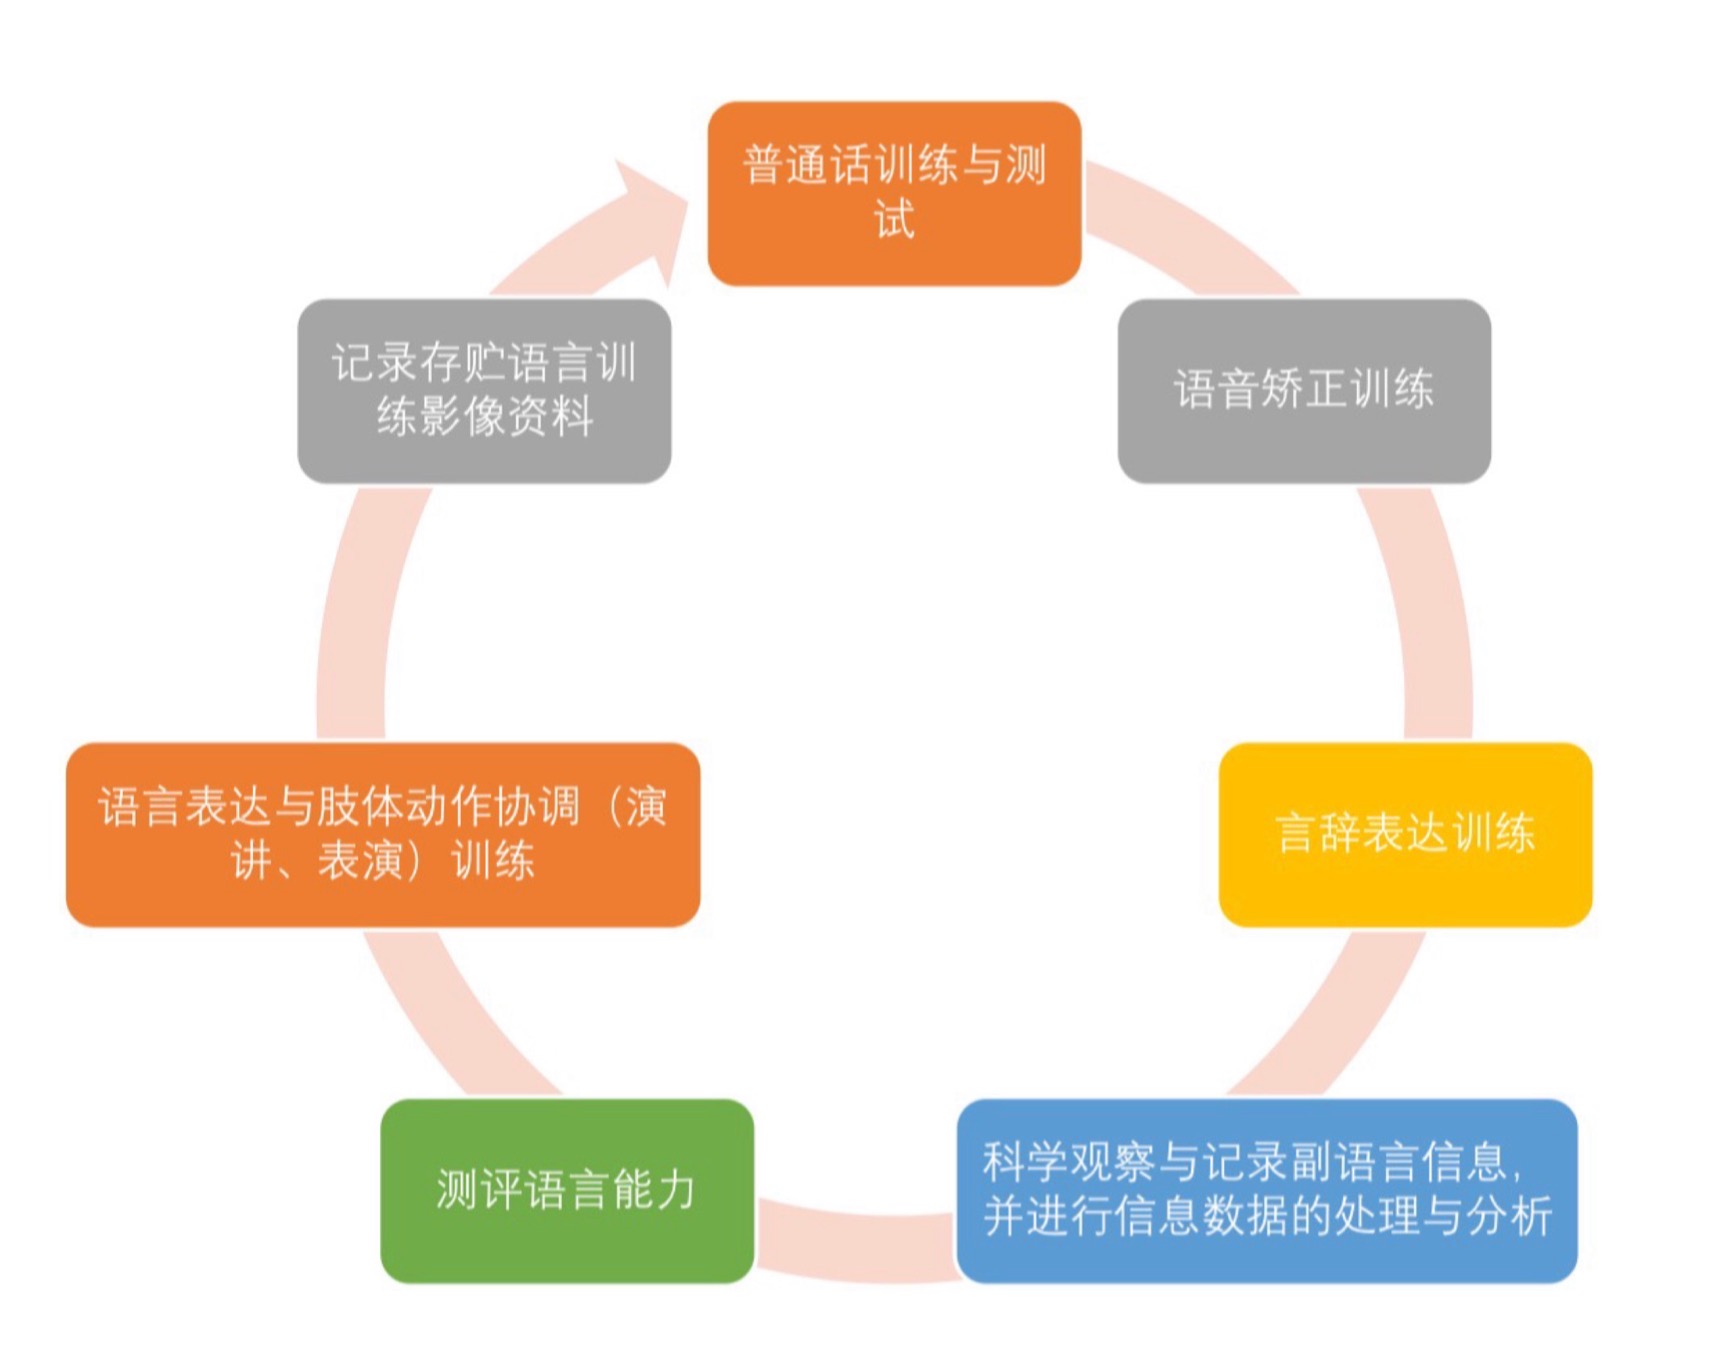 普通话训练与测
试
语音矫正训练
言辞表达训练
科学观察与记录副语言信息，
并进行信息数据的处理与分析
测评语言能力
语言表达与肢体动作协调（演
讲、表演）训练
记录存贮语言训
练影像资料